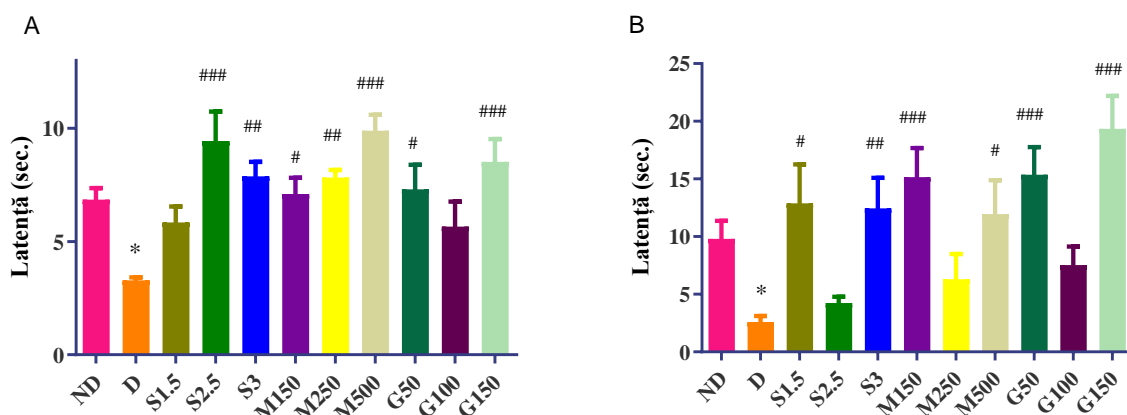 A
Latență (sec.)
10
5
0
*
###
##
#
##
###
#
###
ND
D
S1.5
S2.5
S3
M150
M250
M500
G50
G100
G150
B
Latență (sec.)
25
20
15
10
5
0
*
#
##
###
#
###
###
ND
D
S1.5
S2.5
S3
M150
M250
M500
G50
G100
G150